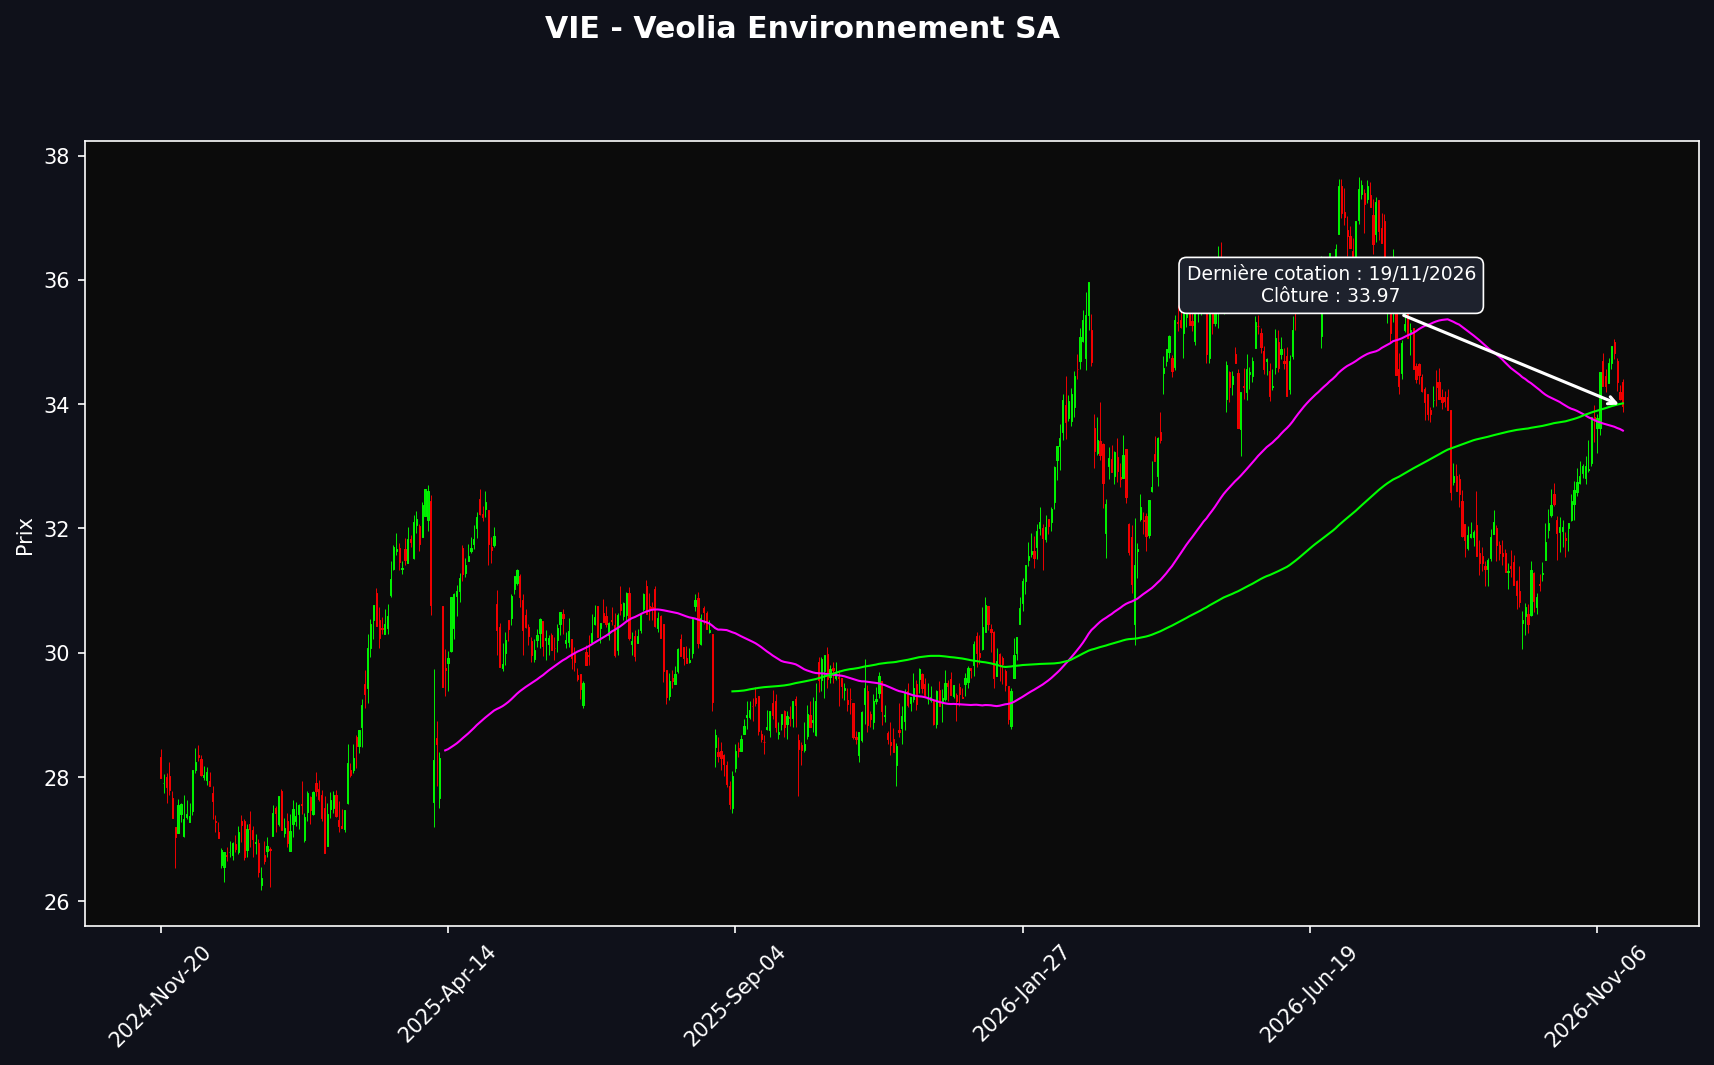 VIE - Veolia Environnement SA
38
36
34
32
30
28
26
Prix
Dernière cotation : 19/11/2026
Clôture : 33.97
2024-Nov-20
2025-Apr-14
2025-Sep-04
2026-Jan-27
2026-Jun-19
2026-Nov-06